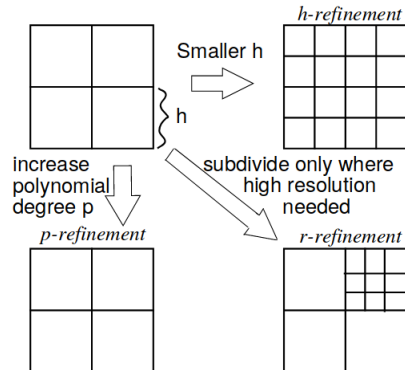 h-refinement
Smaller h
h
increase
polynomial
degree p
subdivide only where
high resolution
needed
p-refinement
r-refinement